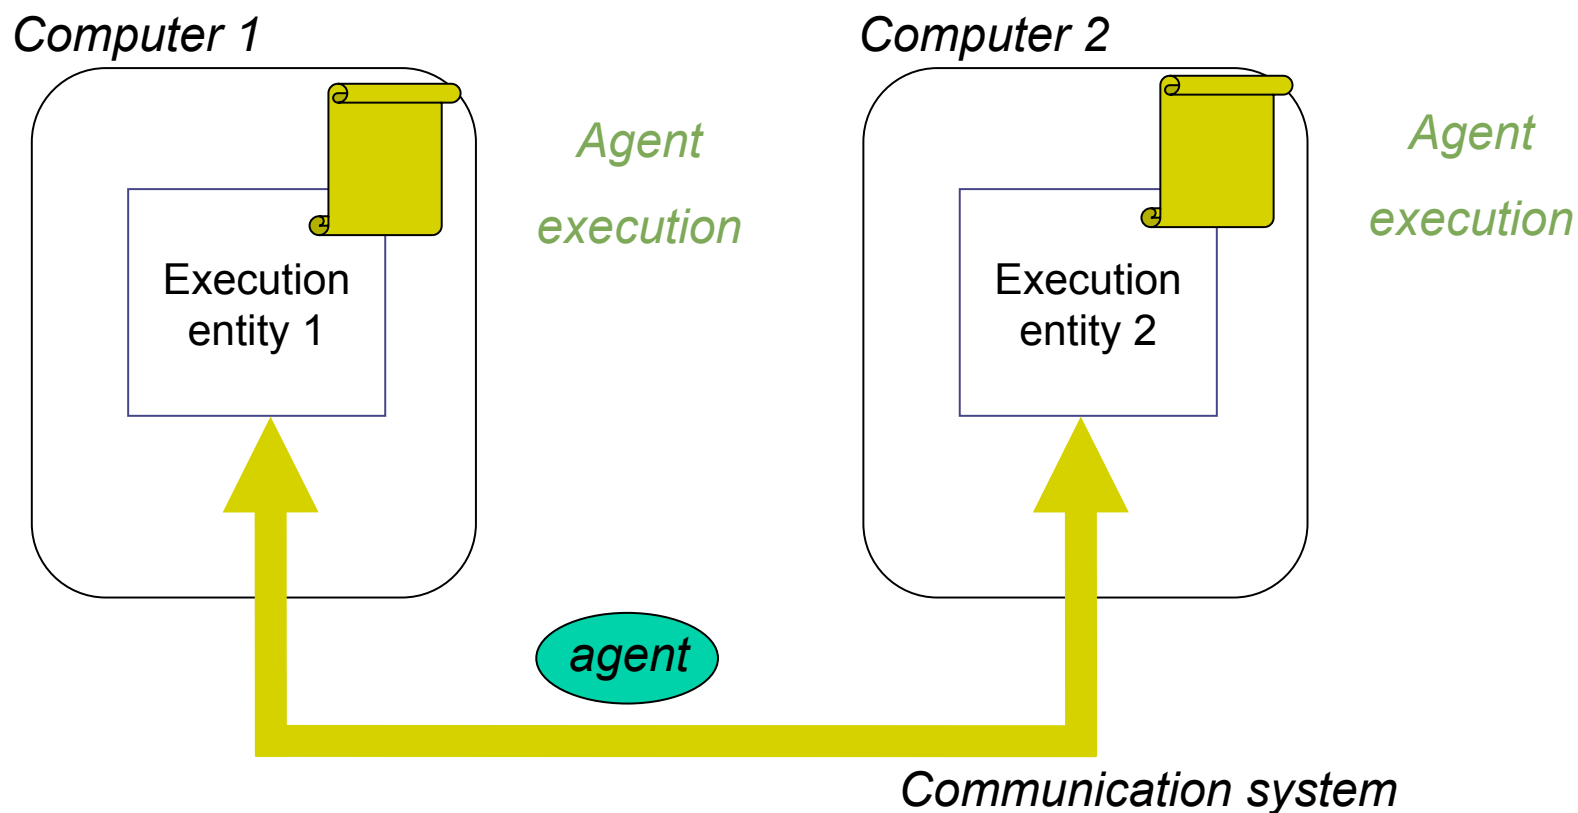 Computer 1
Computer 2
Agent
execution
Agent
execution
Execution
entity 1
Execution
entity 2
agent
Communication system